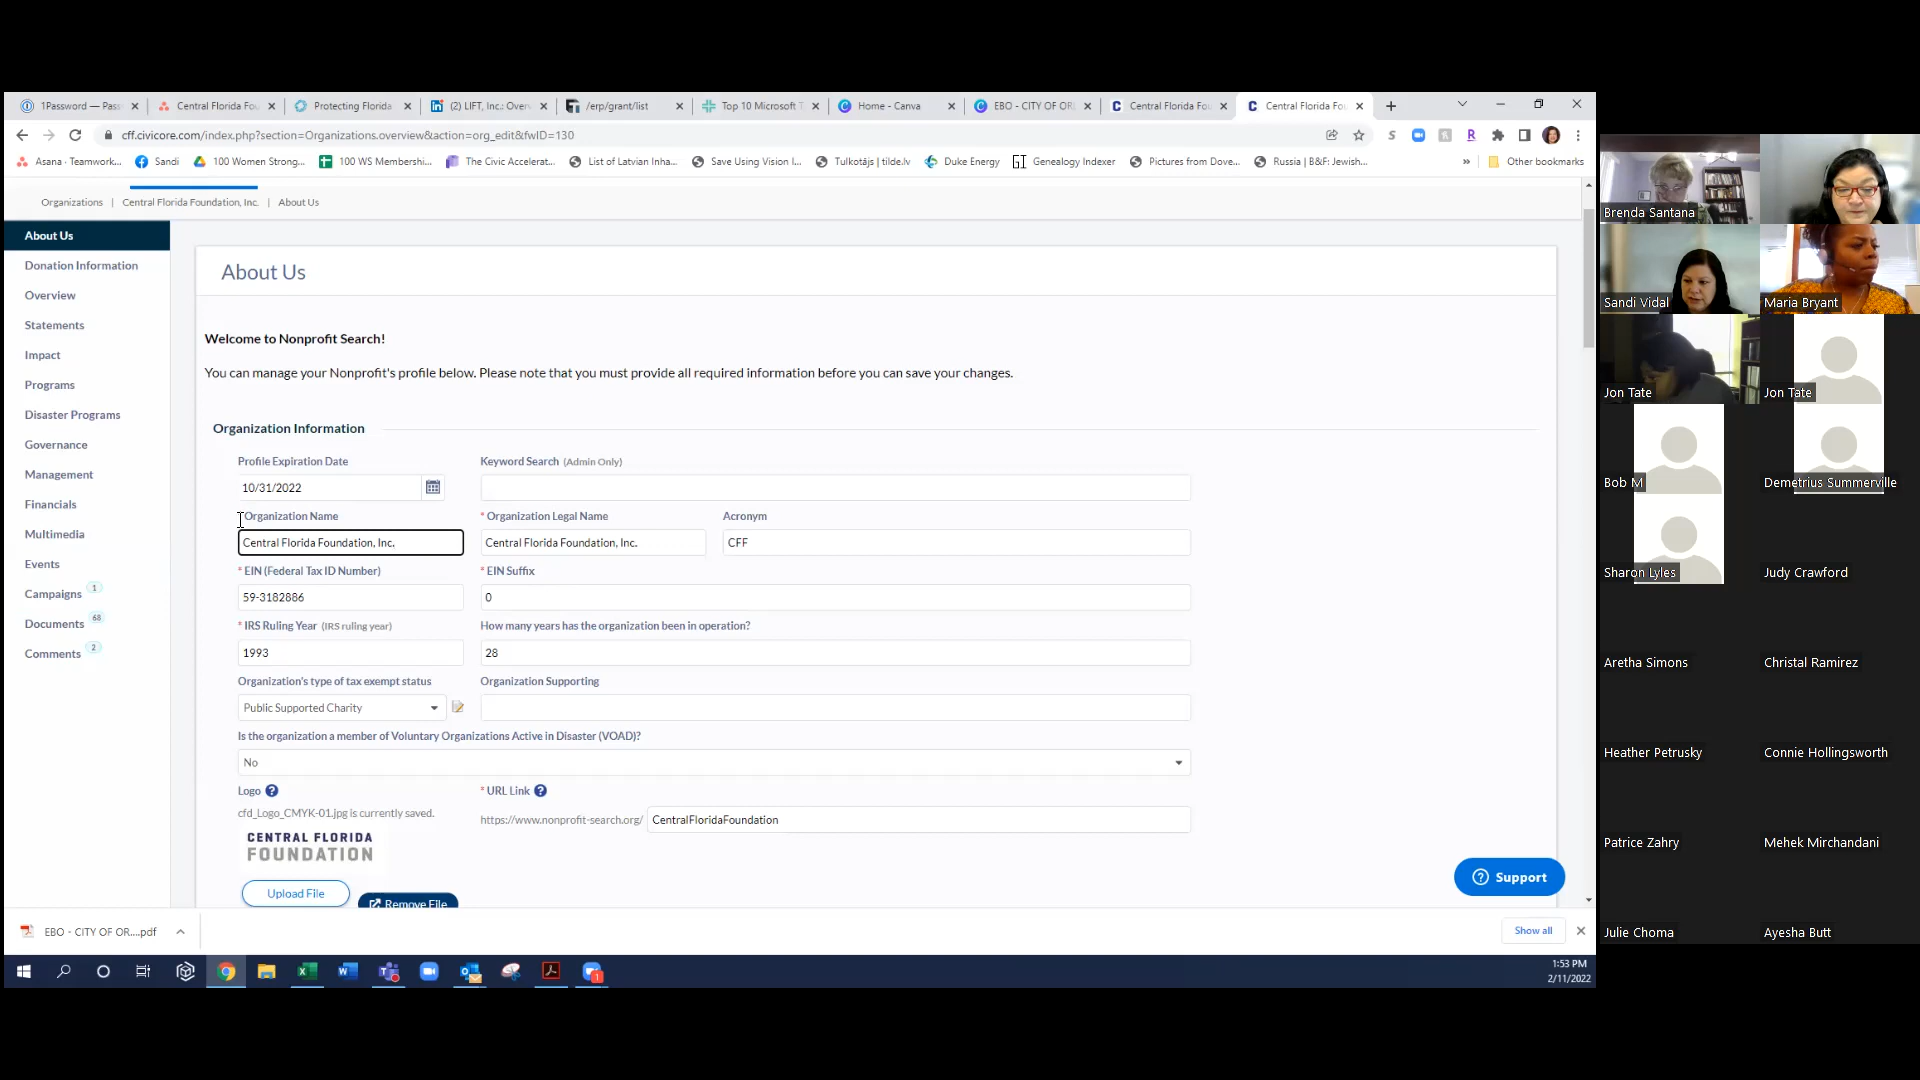 1Password — Pass
Central Florida Fou
Protecting Florida
(2) LIFT, Inc.: Over
/erp/grant/list
Top 10 Microsoft T
Home - Canva
EBO - CITY OF OR
Central Florida Fo
Central Florida Fo
cff.civicore.com/index.php?section=Organizations.overview&action=org_edit&fwID=130
Asana · Teamwork...
Sandi
100 Women Strong...
100 WS Membershi...
The Civic Accelerat...
List of Latvian Inha...
Save Using Vision I...
Tulkotājs | tilde.lv
Duke Energy
Genealogy Indexer
Pictures from Dove...
Russia | B&F: Jewish...
»
Other bookmarks
Organizations | Central Florida Foundation, Inc. | About Us
About Us
Donation Information
Overview
Statements
Impact
Programs
Disaster Programs
Governance
Management
Financials
Multimedia
Events
Campaigns 1
Documents 68
Comments 2
About Us
Welcome to Nonprofit Search!
You can manage your Nonprofit's profile below. Please note that you must provide all required information before you can save your changes.
Organization Information
Profile Expiration Date
Keyword Search (Admin Only)
10/31/2022
Organization Name
* Organization Legal Name
Acronym
Central Florida Foundation, Inc.
Central Florida Foundation, Inc.
CFF
* EIN (Federal Tax ID Number)
* EIN Suffix
59-3182886
0
* IRS Ruling Year (IRS ruling year)
How many years has the organization been in operation?
1993
28
Organization's type of tax exempt status
Organization Supporting
Public Supported Charity
Is the organization a member of Voluntary Organizations Active in Disaster (VOAD)?
No
Logo
* URL Link
cfd_Logo_CMYK-01.jpg is currently saved.
https://www.nonprofit-search.org/
CentralFloridaFoundation
CENTRAL FLORIDA
FOUNDATION
Upload File
Remove File
Support
EBO - CITY OF OR....pdf
Show all
1:53 PM
2/11/2022
Brenda Santana
Sandi Vidal
Maria Bryant
Jon Tate
Jon Tate
Bob M
Demetrius Summerville
Sharon Lyles
Judy Crawford
Aretha Simons
Christal Ramirez
Heather Petrusky
Connie Hollingsworth
Patrice Zahry
Mehek Mirchandani
Julie Choma
Ayesha Butt